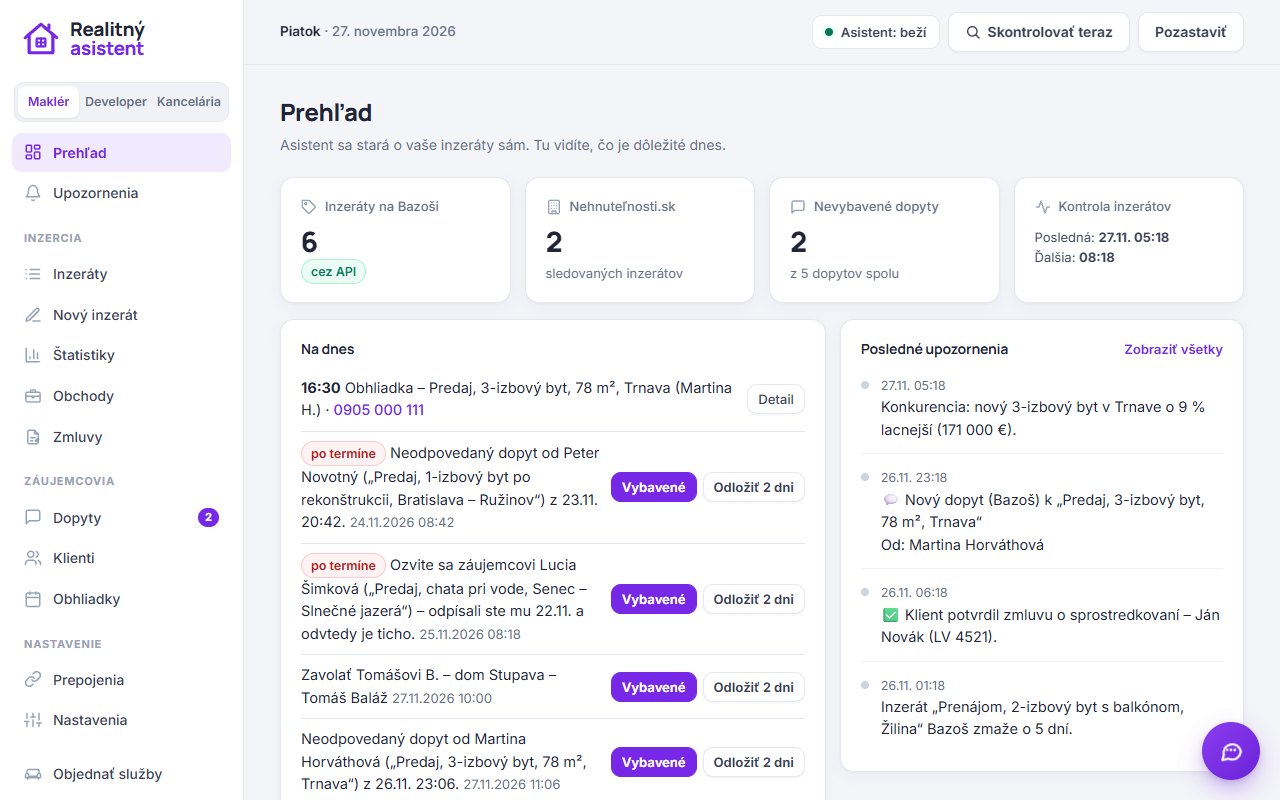 Realitný
asistent
Maklér Developer Kancelária
Prehľad
Upozornenia
INZERCIA
Inzeráty
Nový inzerát
Štatistiky
Obchody
Zmluvy
ZÁUJEMCOVIA
Dopyty 2
Klienti
Obhliadky
NASTAVENIE
Prepojenia
Nastavenia
Objednať služby
Piatok · 27. novembra 2026
Asistent: beží
Skontrolovať teraz
Pozastaviť
Prehľad
Asistent sa stará o vaše inzeráty sám. Tu vidíte, čo je dôležité dnes.
Inzeráty na Bazoši
6
cez API
Nehnuteľnosti.sk
2
sledovaných inzerátov
Nevybavené dopyty
2
z 5 dopytov spolu
Kontrola inzerátov
Posledná: 27.11. 05:18
Ďalšia: 08:18
Na dnes
16:30 Obhliadka – Predaj, 3-izbový byt, 78 m², Trnava (Martina
H.) · 0905 000 111
Detail
po termíne Neodpovedaný dopyt od Peter
Novotný („Predaj, 1-izbový byt po
rekonštrukcii, Bratislava – Ružinov“) z 23.11.
20:42. 24.11.2026 08:42
Vybavené Odložiť 2 dni
po termíne Ozvite sa záujemcovi Lucia
Šimková („Predaj, chata pri vode, Senec –
Slnečné jazerá“) – odpísali ste mu 22.11. a
odvtedy je ticho. 25.11.2026 08:18
Vybavené Odložiť 2 dni
Zavolať Tomášovi B. – dom Stupava –
Tomáš Baláž 27.11.2026 10:00
Vybavené Odložiť 2 dni
Neodpovedaný dopyt od Martina
Horváthová („Predaj, 3-izbový byt, 78 m²,
Trnava“) z 26.11. 23:06. 27.11.2026 11:06
Vybavené Odložiť 2 dni
Posledné upozornenia
Zobraziť všetky
27.11. 05:18
Konkurencia: nový 3-izbový byt v Trnave o 9 %
lacnejší (171 000 €).
26.11. 23:18
💬 Nový dopyt (Bazoš) k „Predaj, 3-izbový byt,
78 m², Trnava“
Od: Martina Horváthová
26.11. 06:18
✅ Klient potvrdil zmluvu o sprostredkovaní – Ján
Novák (LV 4521).
26.11. 01:18
Inzerát „Prenájom, 2-izbový byt s balkónom,
Žilina“ Bazoš zmaže o 5 dní.